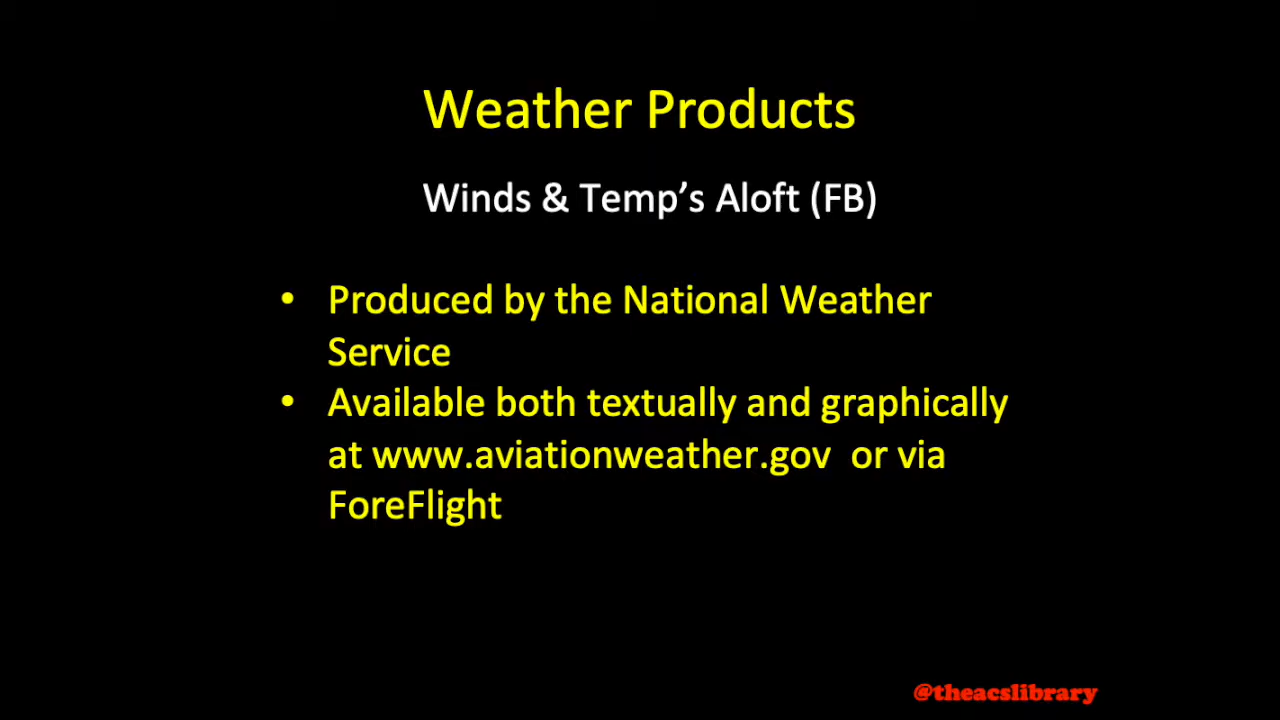 Weather Products
Winds & Temp’s Aloft (FB)
• Produced by the National Weather
Service
• Available both textually and graphically
at www.aviationweather.gov or via
ForeFlight
@theacslibrary